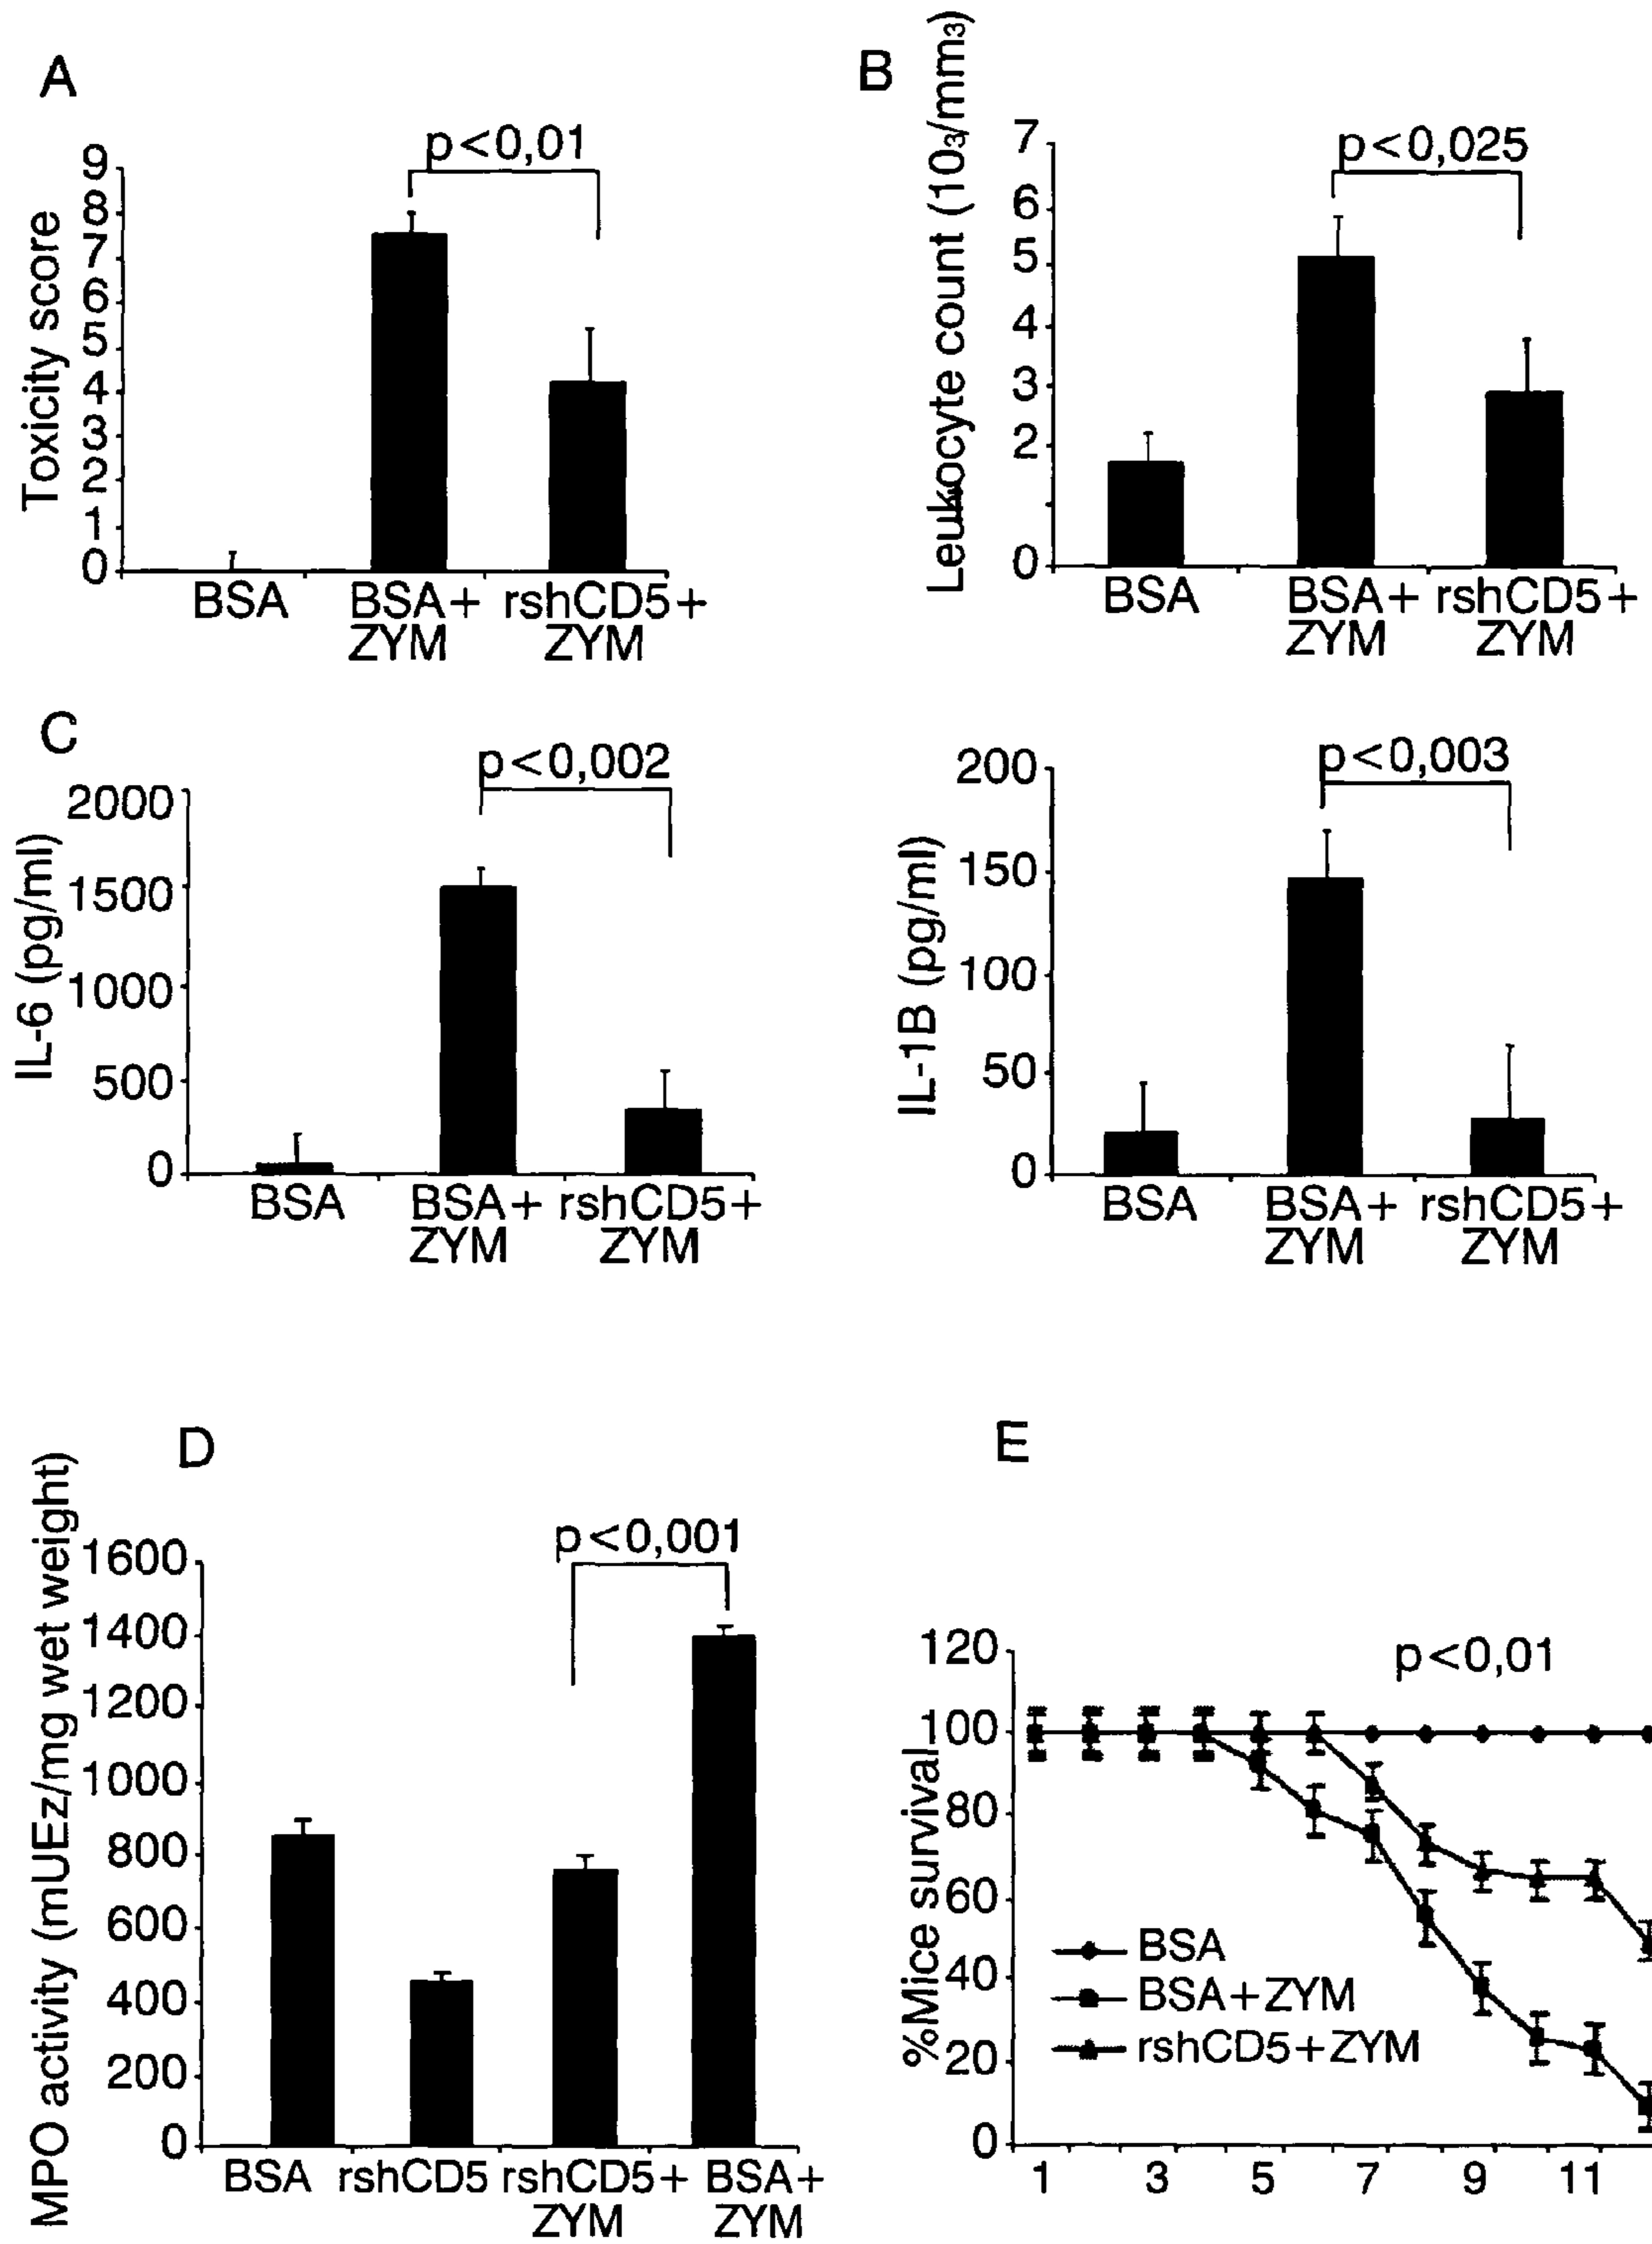 A
p<0,01
Toxicity score
9
8
7
6
5
4
3
2
1
0
BSA
BSA+
ZYM
rshCD5+
ZYM
B
p<0,025
Leukocyte count (10₃/mm₃)
7
6
5
4
3
2
0
BSA
BSA+
ZYM
rshCD5+
ZYM
C
p<0,002
IL-6 (pg/ml)
2000
1500
1000
500
0
BSA
BSA+
ZYM
rshCD5+
ZYM
p<0,003
IL-1B (pg/ml)
200
150
100
50
0
BSA
BSA+
ZYM
rshCD5+
ZYM
D
p<0,001
MPO activity (mUEz/mg wet weight)
1600
1400
1200
1000
800
600
400
200
0
BSA
rshCD5
rshCD5+
ZYM
BSA+
ZYM
E
p<0,01
%Mice survival
120
100
80
60
40
20
0
BSA
BSA+ZYM
rshCD5+ZYM
1
3
5
7
9
11